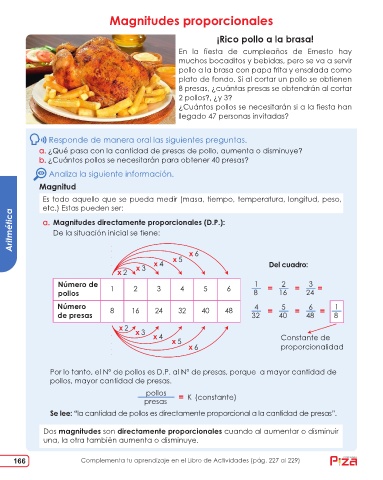 Magnitudes proporcionales
¡Rico pollo a la brasa!
En la fiesta de cumpleaños de Ernesto hay
muchos bocaditos y bebidas, pero se va a servir
pollo a la brasa con papa frita y ensalada como
plato de fondo. Si al cortar un pollo se obtienen
8 presas, ¿cuántas presas se obtendrán al cortar
2 pollos?, ¿y 3?
¿Cuántos pollos se necesitarán si a la fiesta han
llegado 47 personas invitadas?
Responde de manera oral las siguientes preguntas.
a. ¿Qué pasa con la cantidad de presas de pollo, aumenta o disminuye?
b. ¿Cuántos pollos se necesitarán para obtener 40 presas?
Analiza la siguiente información.
Magnitud
Es todo aquello que se pueda medir (masa, tiempo, temperatura, longitud, peso,
etc.) Estas pueden ser:
Aritmética
a. Magnitudes directamente proporcionales (D.P.):
De la situación inicial se tiene:
x 2 x 3 x 4 x 5 x 6
Número de pollos 1 2 3 4 5 6
Número de presas 8 16 24 32 40 48
x 2 x 3 x 4 x 5 x 6
Del cuadro:
1/8 = 2/16 = 3/24 =
4/32 = 5/40 = 6/48 = 1/8
Constante de
proporcionalidad
Por lo tanto, el Nº de pollos es D.P. al Nº de presas, porque a mayor cantidad de
pollos, mayor cantidad de presas.
pollos/presas = K (constante)
Se lee: "la cantidad de pollos es directamente proporcional a la cantidad de presas".
Dos magnitudes son directamente proporcionales cuando al aumentar o disminuir
una, la otra también aumenta o disminuye.
166
Complementa tu aprendizaje en el Libro de Actividades (pág. 227 al 229)